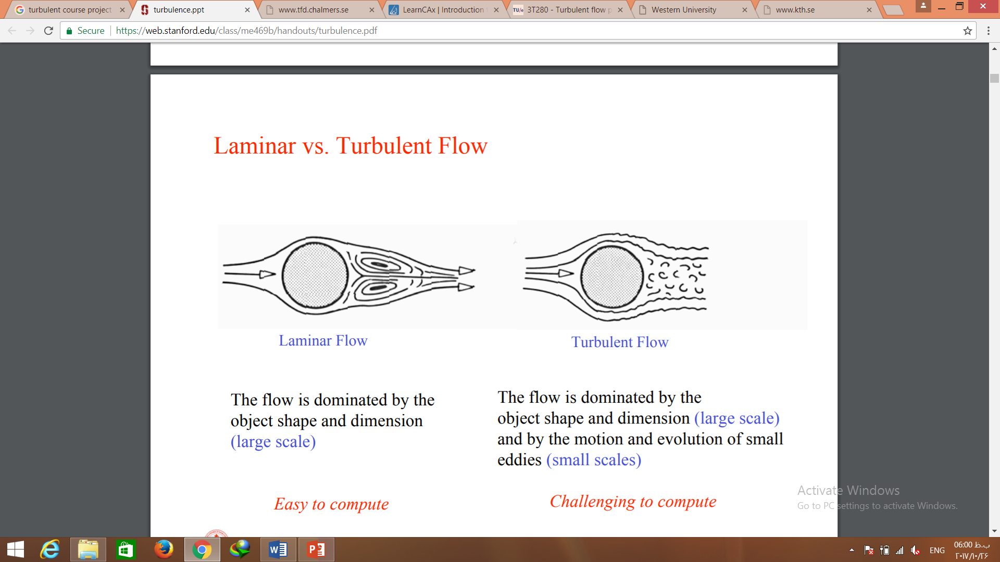 turbulent course project
turbulence.ppt
www.tfd.chalmers.se
LearnCAx | Introduction
TU/e 3T280 - Turbulent flow p
Western University
www.kth.se
Secure
https://web.stanford.edu/class/me469b/handouts/turbulence.pdf
Laminar vs. Turbulent Flow
Laminar Flow
Turbulent Flow
The flow is dominated by the
object shape and dimension
(large scale)
The flow is dominated by the
object shape and dimension (large scale)
and by the motion and evolution of small
eddies (small scales)
Easy to compute
Challenging to compute
Activate Windows
Go to PC settings to activate Windows.
ENG
06:00 ب.ظ
۲۰۱۷/۱۰/۲۶